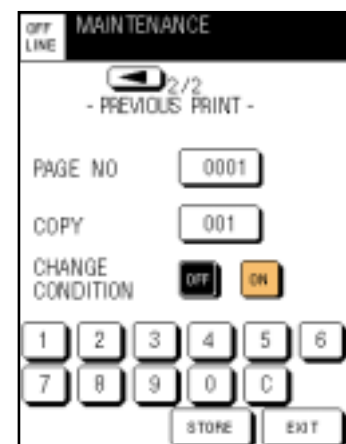 OFF LINE MAINTENANCE
2/2
- PREVIOUS PRINT -
PAGE NO 0001
COPY 001
CHANGE CONDITION OFF ON
1 2 3 4 5 6
7 8 9 0 C
STORE EXIT